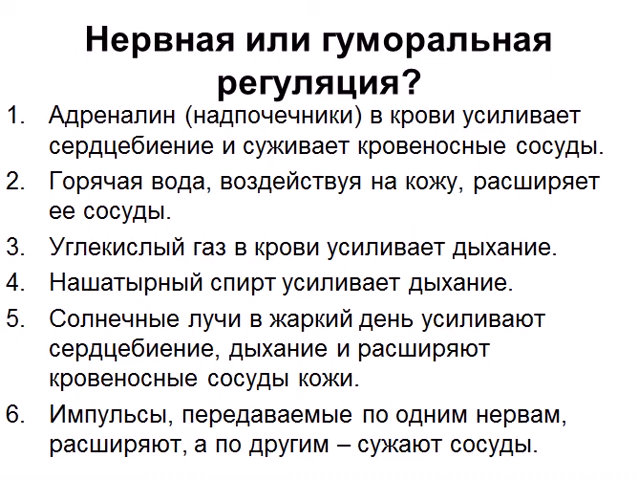 Нервная или гуморальная
регуляция?
1. Адреналин (надпочечники) в крови усиливает
сердцебиение и суживает кровеносные сосуды.
2. Горячая вода, воздействуя на кожу, расширяет
ее сосуды.
3. Углекислый газ в крови усиливает дыхание.
4. Нашатырный спирт усиливает дыхание.
5. Солнечные лучи в жаркий день усиливают
сердцебиение, дыхание и расширяют
кровеносные сосуды кожи.
6. Импульсы, передаваемые по одним нервам,
расширяют, а по другим – сужают сосуды.